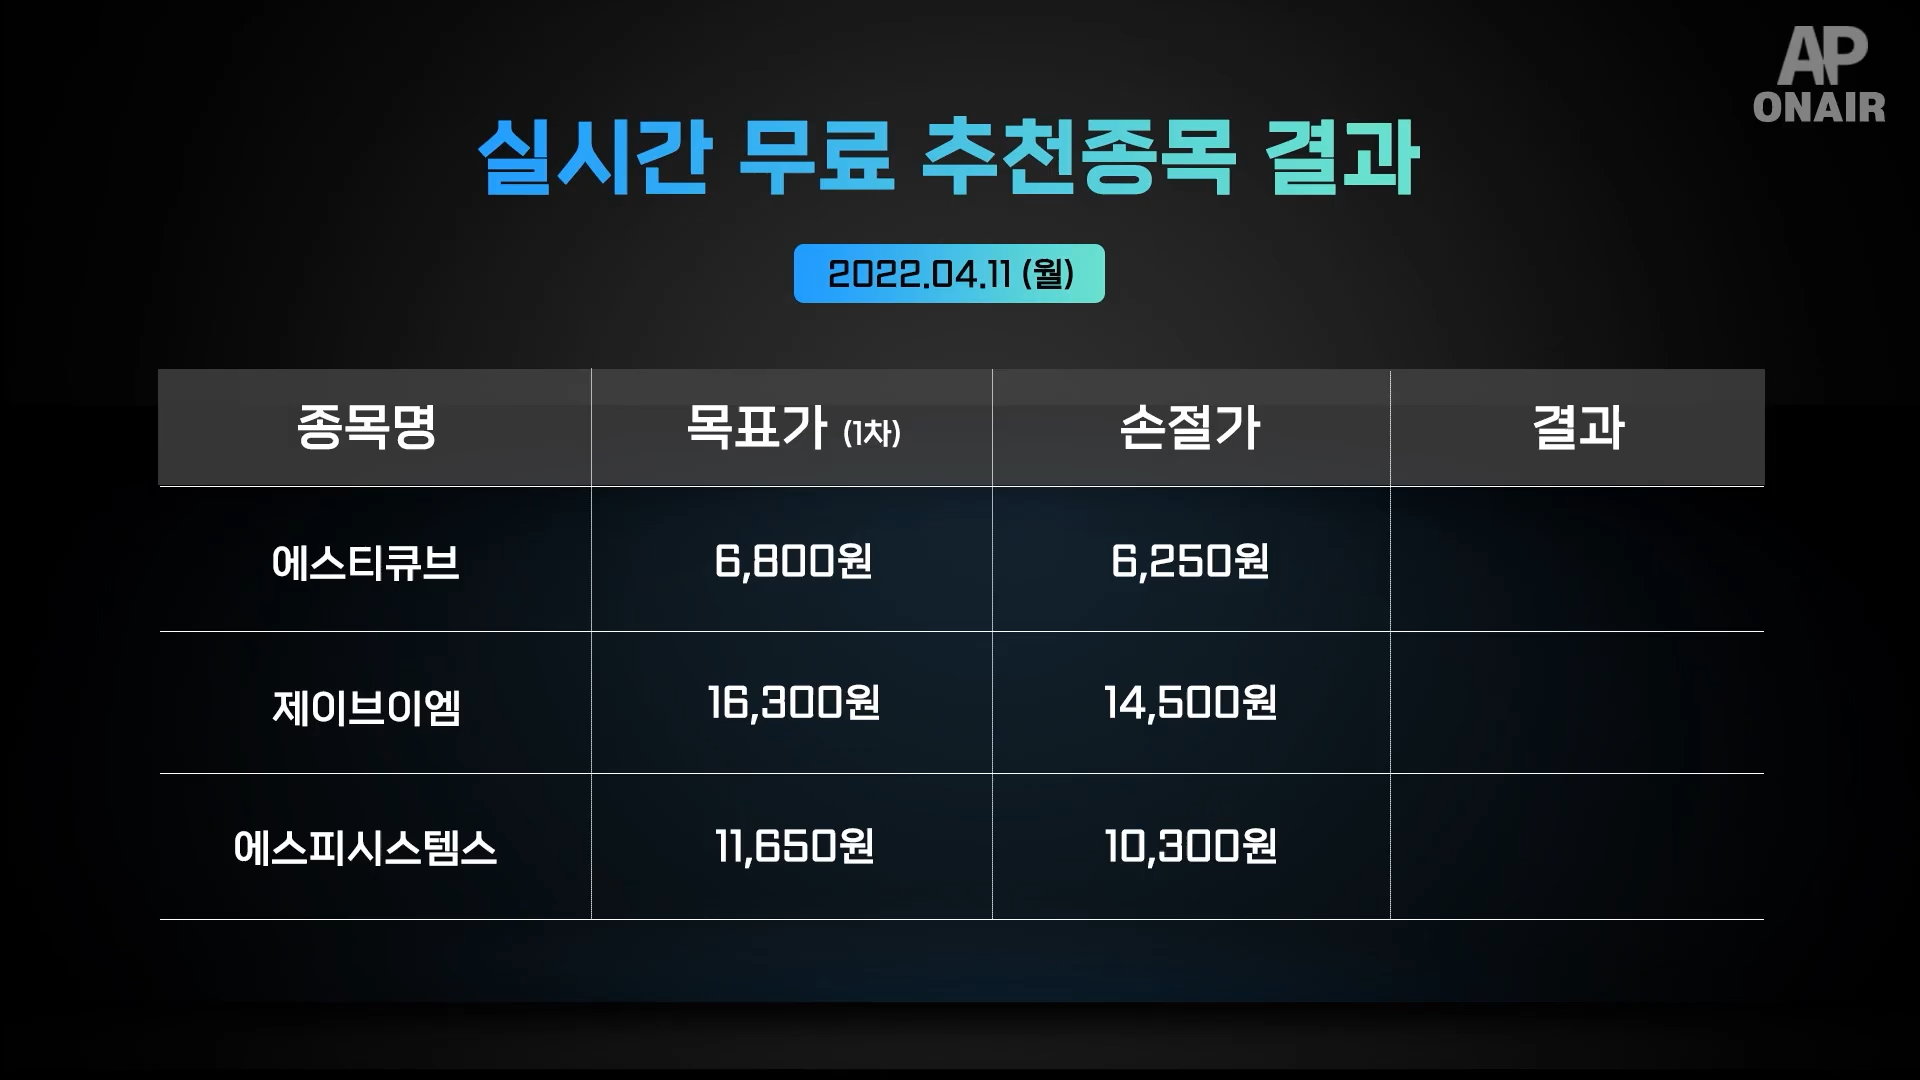 AP
ONAIR
실시간 무료 추천종목 결과
2022.04.11 (월)
종목명 목표가 (1차) 손절가 결과
에스티큐브 6,800원 6,250원
제이브이엠 16,300원 14,500원
에스피시스템스 11,650원 10,300원